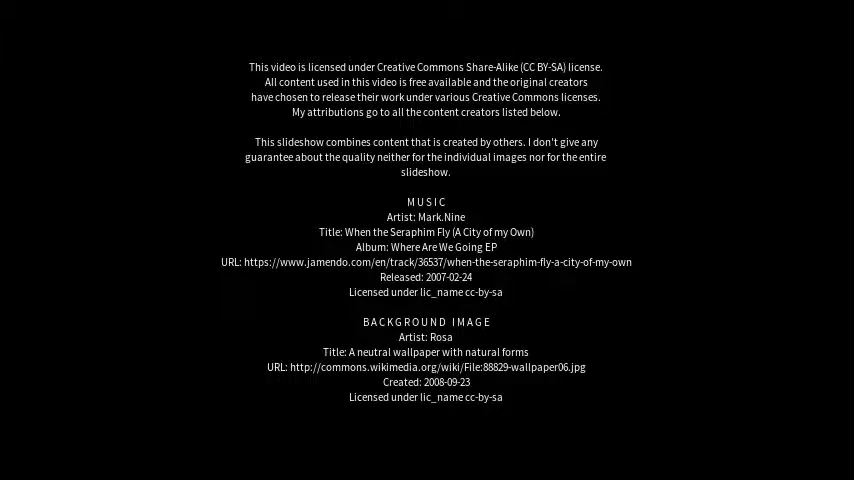 This video is licensed under Creative Commons Share-Alike (CC BY-SA) license.
All content used in this video is free available and the original creators
have chosen to release their work under various Creative Commons licenses.
My attributions go to all the content creators listed below.
This slideshow combines content that is created by others. I don't give any
guarantee about the quality neither for the individual images nor for the entire
slideshow.
MUSIC
Artist: Mark.Nine
Title: When the Seraphim Fly (A City of my Own)
Album: Where Are We Going EP
URL: https://www.jamendo.com/en/track/36537/when-the-seraphim-fly-a-city-of-my-own
Released: 2007-02-24
Licensed under lic_name cc-by-sa
BACKGROUND IMAGE
Artist: Rosa
Title: A neutral wallpaper with natural forms
URL: http://commons.wikimedia.org/wiki/File:88829-wallpaper06.jpg
Created: 2008-09-23
Licensed under lic_name cc-by-sa